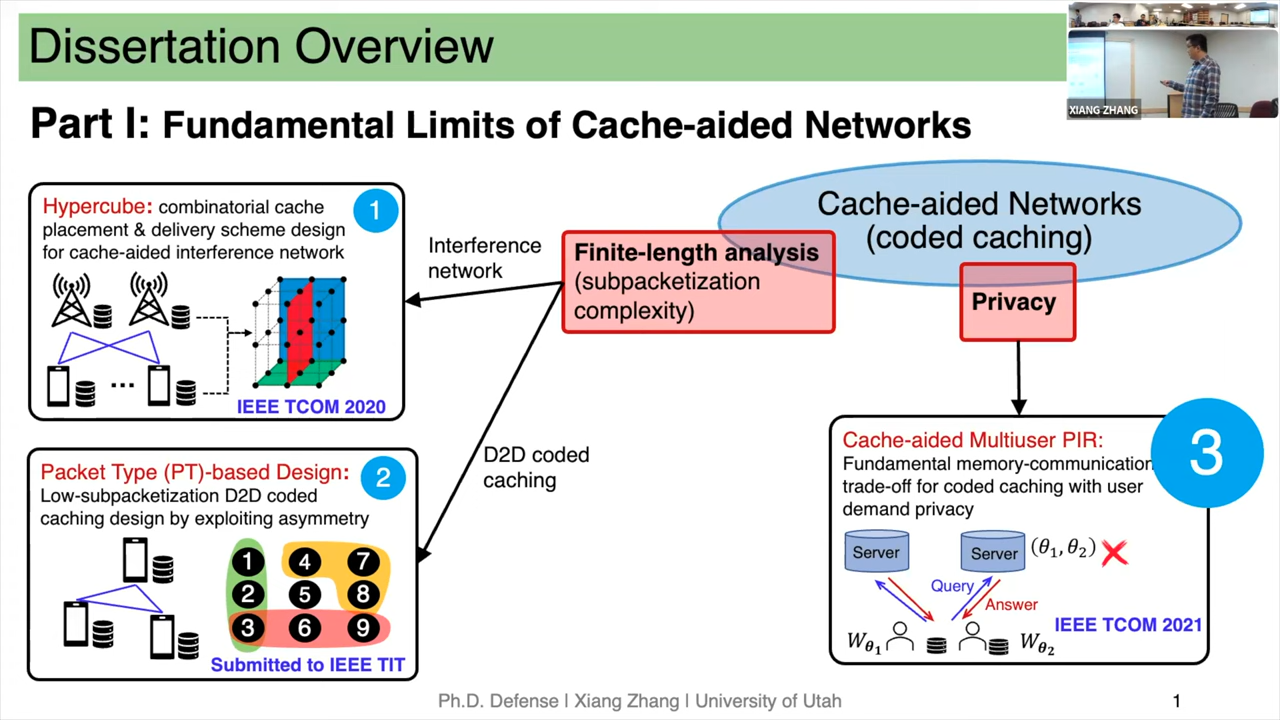 Dissertation Overview
XIANG ZHANG
Part I: Fundamental Limits of Cache-aided Networks
Hypercube: combinatorial cache
placement & delivery scheme design
for cache-aided interference network
1
...
IEEE TCOM 2020
Interference
network
Finite-length analysis
(subpacketization
complexity)
Cache-aided Networks
(coded caching)
Privacy
Packet Type (PT)-based Design:
Low-subpacketization D2D coded
caching design by exploiting asymmetry
2
1 4 7
2 5 8
3 6 9
Submitted to IEEE TIT
D2D coded
caching
Cache-aided Multiuser PIR:
Fundamental memory-communication
trade-off for coded caching with user
demand privacy
3
Server
Server
(θ₁, θ₂)
Query
Answer
IEEE TCOM 2021
W_θ₁
W_θ₂
Ph.D. Defense | Xiang Zhang | University of Utah
1